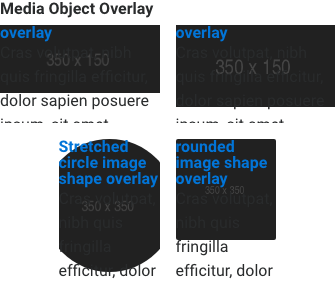 Media Object Overlay
overlay
Cras volutpat, nibh
quis fringilla efficitur,
350 x 150
dolor sapien posuere
ipsum, sit amet
overlay
Cras volutpat, nibh
quis fringilla efficitur,
350 x 150
dolor sapien posuere
ipsum, sit amet
Stretched
circle image
shape overlay
Cras volutpat,
350 x 350
nibh quis
fringilla
efficitur, dolor
rounded
image shape
overlay
350 x 350
Cras volutpat,
nibh quis
fringilla
efficitur, dolor